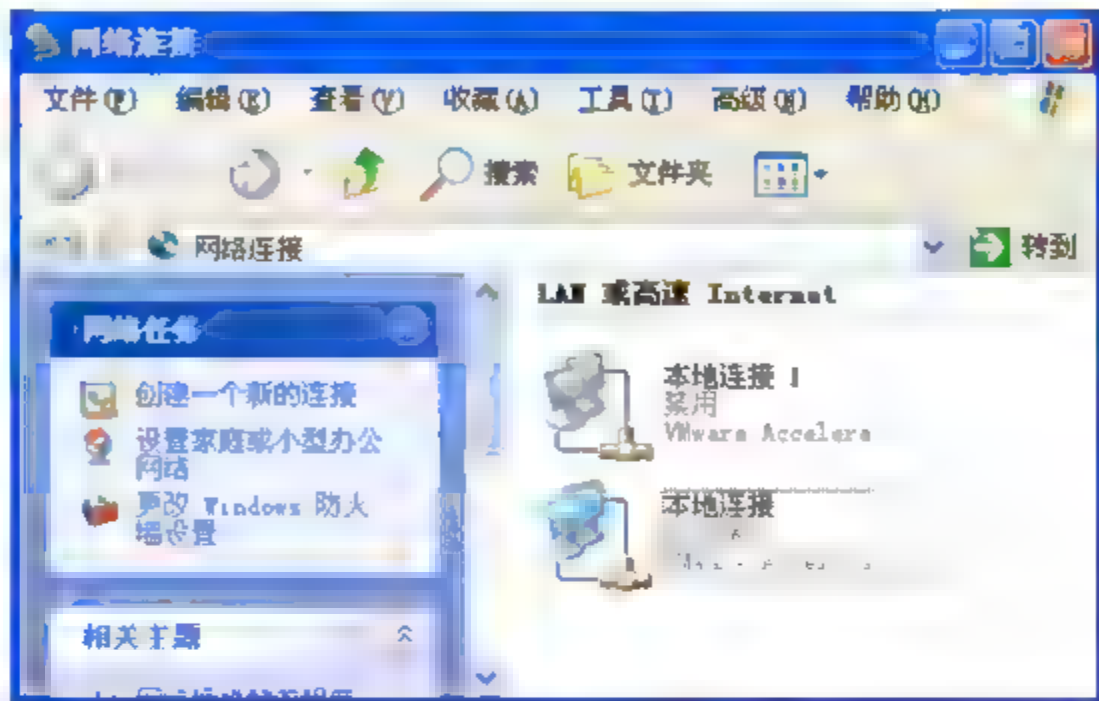 网络连接
文件(F) 编辑(E) 查看(V) 收藏(A) 工具(T) 高级(N) 帮助(H)
搜索 文件夹
网络连接 转到
LAN 或高速 Internet
网络任务
创建一个新的连接
设置家庭或小型办公
网络
更改 Windows 防火
墙设置
相关主题
本地连接
禁用
VMware Accelera
本地连接